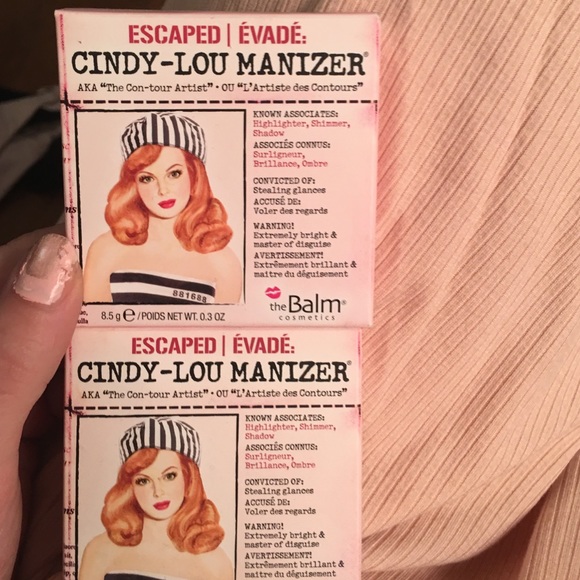 ESCAPED | ÉVADÉ:
CINDY-LOU MANIZER®
AKA "The Con-tour Artist" • OU "L'Artiste des Contours"
KNOWN ASSOCIATES:
Highlighter, Shimmer,
Shadow
ASSOCIÉS CONNUS:
Surligneur,
Brillance, Ombre
CONVICTED OF:
Stealing glances
ACCUSÉ DE:
Voler des regards
WARNING!
Extremely bright &
master of disguise
AVERTISSEMENT!
Extrêmement brillant &
maitre du déguisement
881688
theBalm®
cosmetics
8.5 g ℮/POIDS NET WT. 0.3 OZ
ESCAPED | ÉVADÉ:
CINDY-LOU MANIZER®
AKA "The Con-tour Artist" • OU "L'Artiste des Contours"
KNOWN ASSOCIATES:
Highlighter, Shimmer,
Shadow
ASSOCIÉS CONNUS:
Surligneur,
Brillance, Ombre
CONVICTED OF:
Stealing glances
ACCUSÉ DE:
Voler des regards
WARNING!
Extremely bright &
master of disguise
AVERTISSEMENT!
Extrêmement brillant &
maitre du déguisement